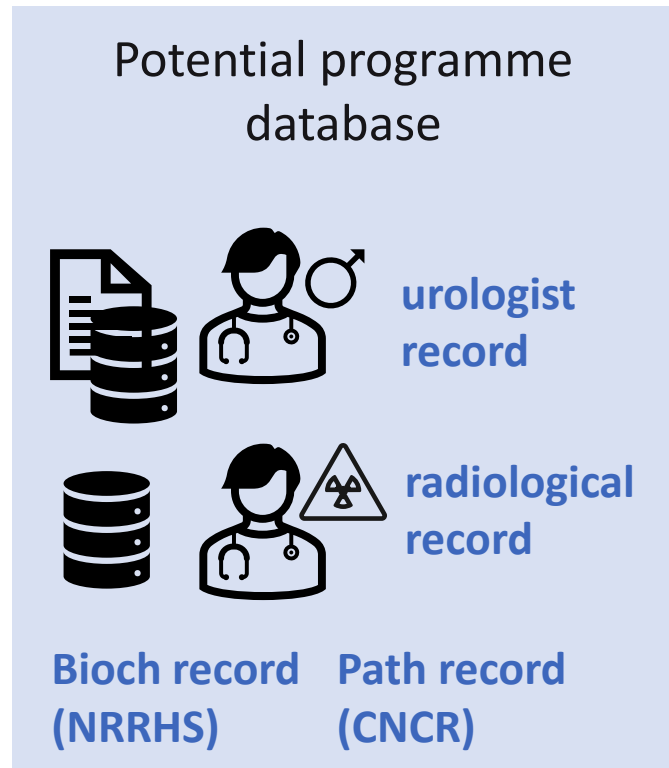 Potential programme
database
urologist
record
radiological
record
Bioch record
(NRRHS)
Path record
(CNCR)